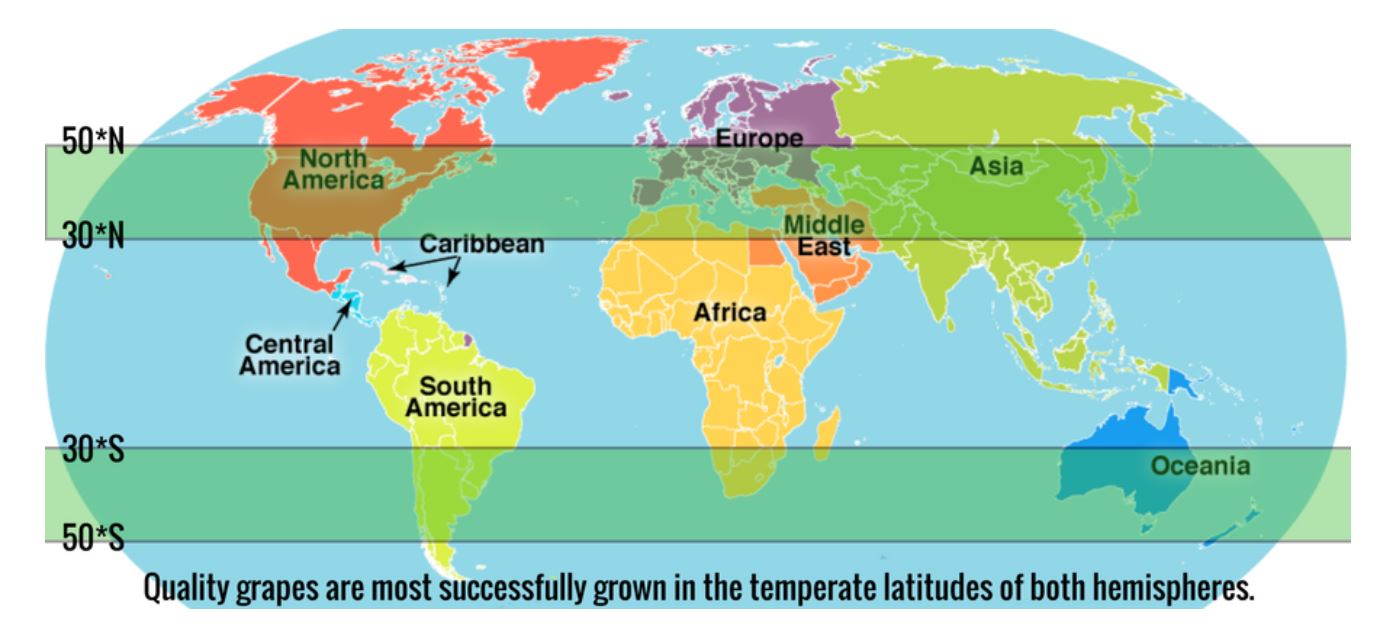 50*N
North
America
Europe
Asia
30*N
Middle
East
Caribbean
Africa
Central
America
South
America
30*S
Oceania
50*S
Quality grapes are most successfully grown in the temperate latitudes of both hemispheres.